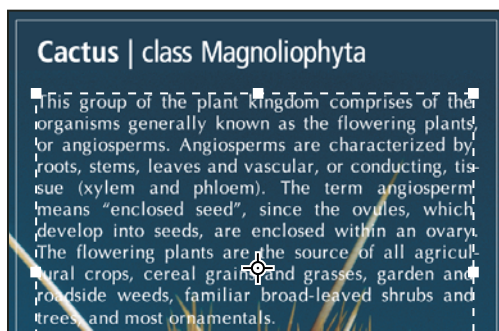 Cactus | class Magnoliophyta
This group of the plant kingdom comprises of the
organisms generally known as the flowering plants,
or angiosperms. Angiosperms are characterized by
roots, stems, leaves and vascular, or conducting, tis-
sue (xylem and phloem). The term angiosperm
means “enclosed seed”, since the ovules, which
develop into seeds, are enclosed within an ovary.
The flowering plants are the source of all agricul-
tural crops, cereal grains and grasses, garden and
roadside weeds, familiar broad-leaved shrubs and
trees, and most ornamentals.